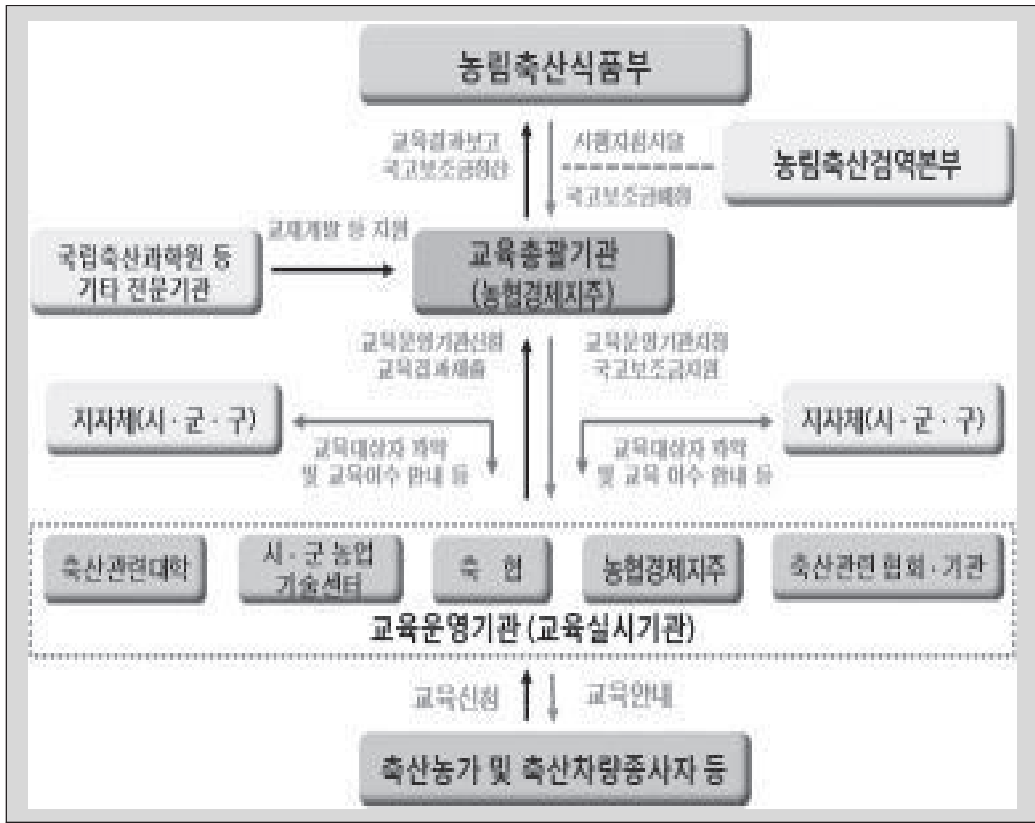 농림축산식품부
교육결과보고
국고보조금정산
시행지침시달
국고보조금배정
농림축산검역본부
교재개발 등 지원
국립축산과학원 등
기타 전문기관
교육총괄기관
(농협경제지주)
교육운영기관신청
교육결과제출
교육운영기관지정
국고보조금지원
지자체(시·군·구)
지자체(시·군·구)
교육대상자 파악
및 교육이수 안내 등
교육대상자 파악
및 교육 이수 안내 등
축산관련대학
시·군 농업
기술센터
축 협
농협경제지주
축산관련 협회·기관
교육운영기관 (교육실시기관)
교육신청
교육안내
축산농가 및 축산차량종사자 등